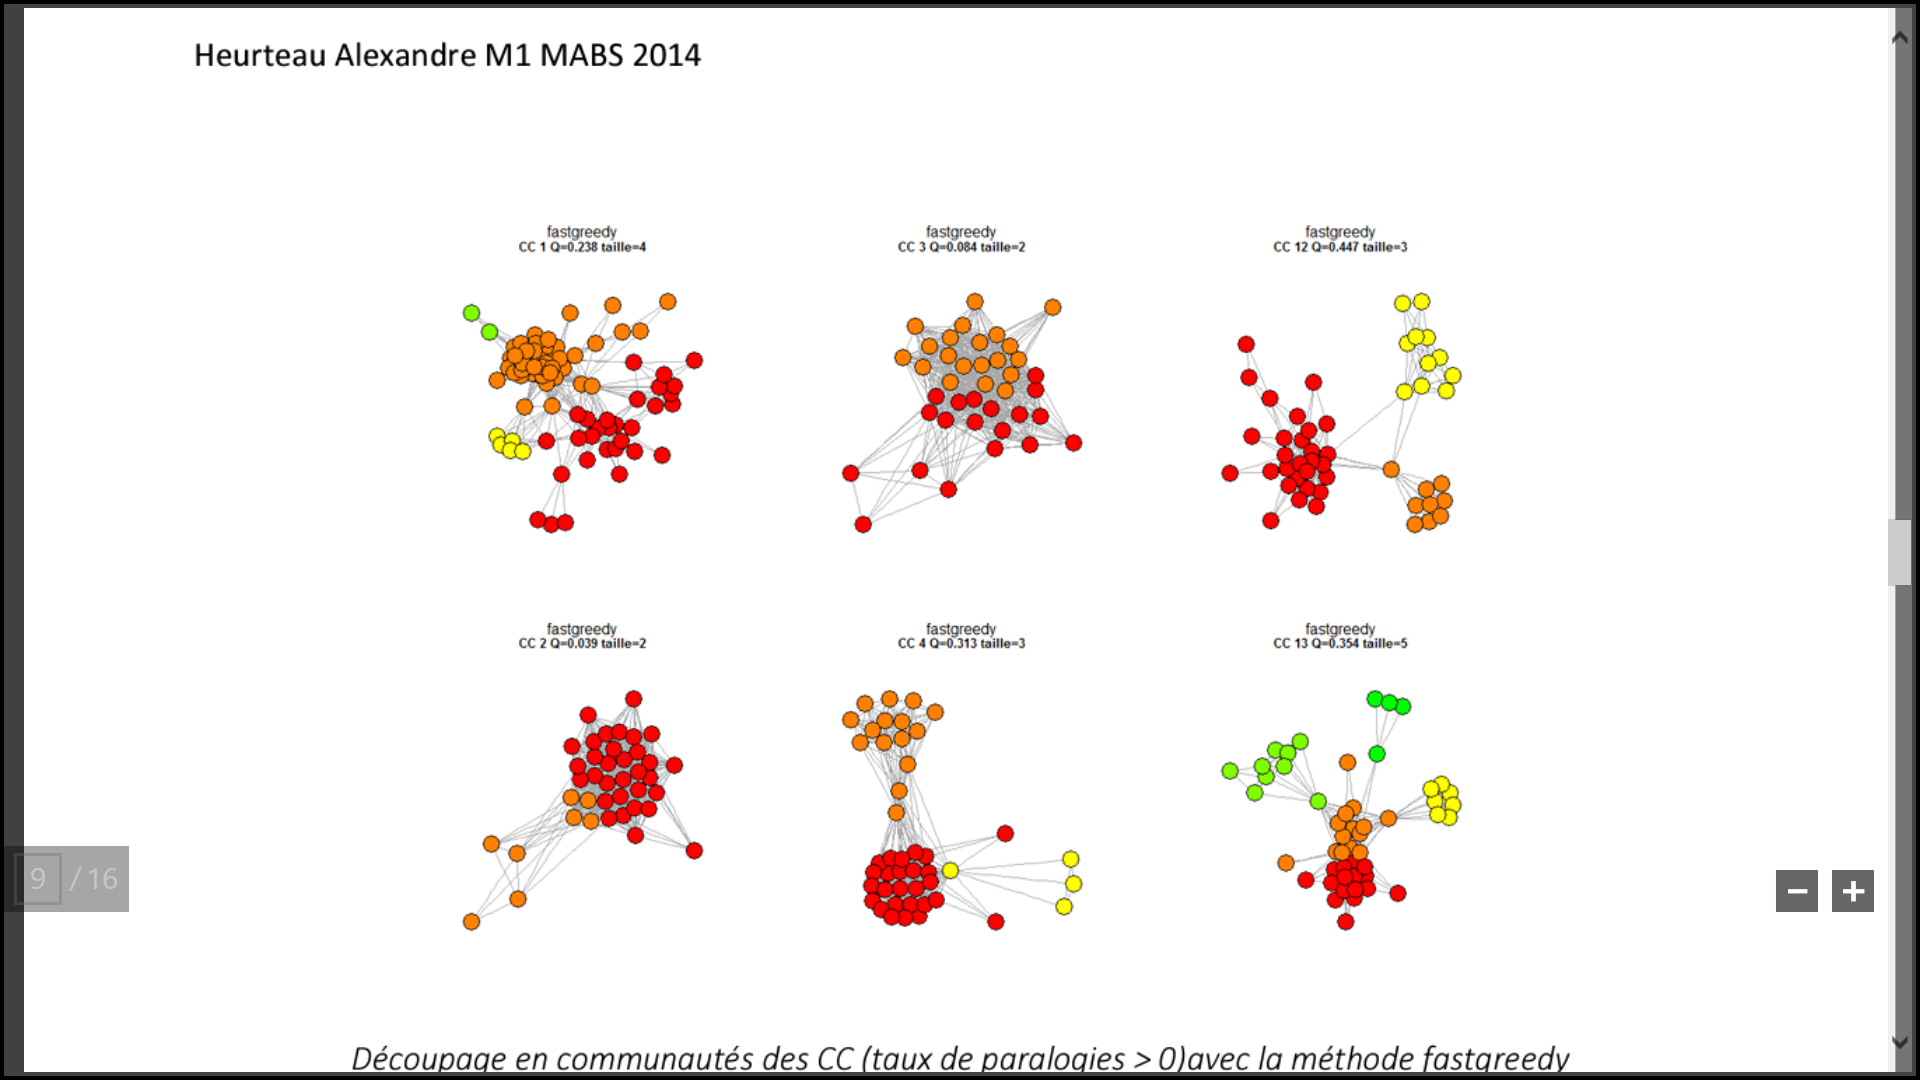 Heurteau Alexandre M1 MABS 2014
fastgreedy
CC 1 Q=0.238 taille=4
fastgreedy
CC 3 Q=0.084 taille=2
fastgreedy
CC 12 Q=0.447 taille=3
fastgreedy
CC 2 Q=0.039 taille=2
fastgreedy
CC 4 Q=0.313 taille=3
fastgreedy
CC 13 Q=0.354 taille=5
9 / 16
Découpage en communautés des CC (taux de paralogies > 0)avec la méthode fastgreedy